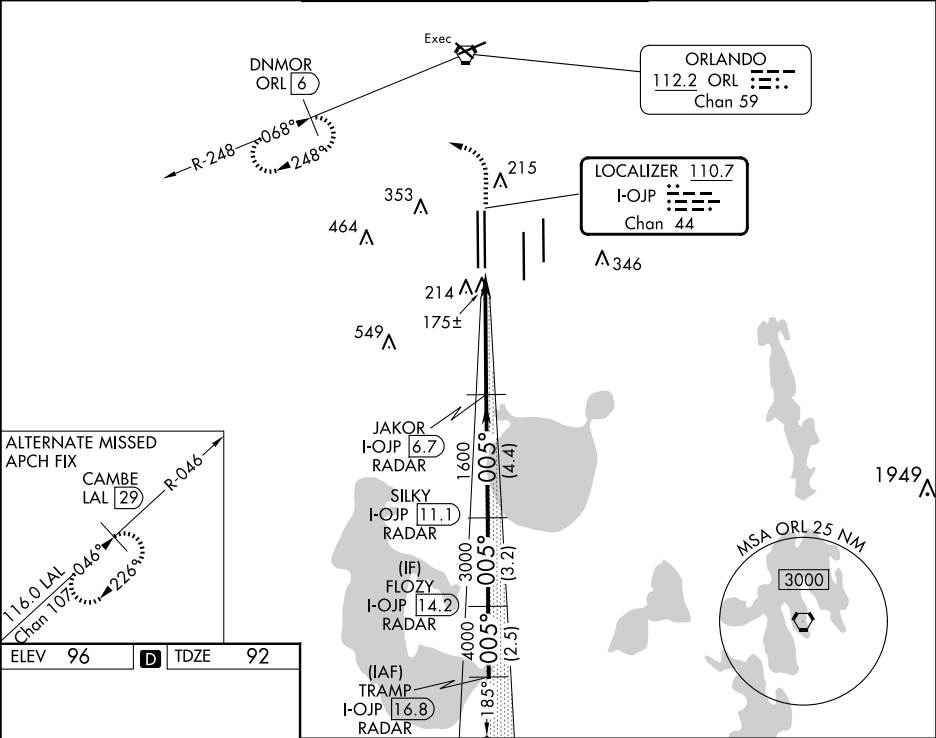 Exec
DNMOR
ORL 6
ORLANDO
112.2 ORL
Chan 59
R-248
068°
248°
215
LOCALIZER 110.7
I-OJP
Chan 44
353
464
346
214
175±
549
JAKOR
I-OJP 6.7
RADAR
1600
005°
(4.4)
SILKY
I-OJP 11.1
RADAR
3000
005°
(3.2)
(IF)
FLOZY
I-OJP 14.2
RADAR
4000
005°
(2.5)
(IAF)
TRAMP
I-OJP 16.8
RADAR
185°
1949
MSA ORL 25 NM
3000
ALTERNATE MISSED
APCH FIX
CAMBE
LAL 29
R-046
046°
226°
116.0 LAL
Chan 107
ELEV 96 D TDZE 92